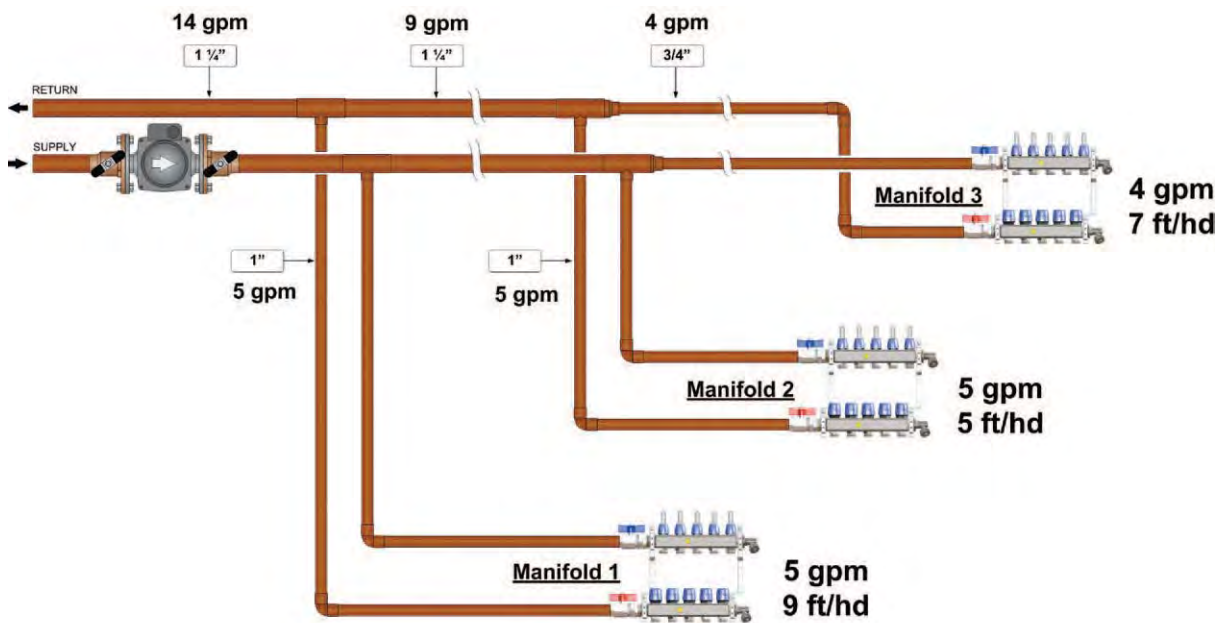 14 gpm
9 gpm
4 gpm
1 ¼”
1 ¼”
3/4”
RETURN
SUPPLY
Manifold 3
4 gpm
7 ft/hd
1”
5 gpm
1”
5 gpm
Manifold 2
5 gpm
5 ft/hd
Manifold 1
5 gpm
9 ft/hd